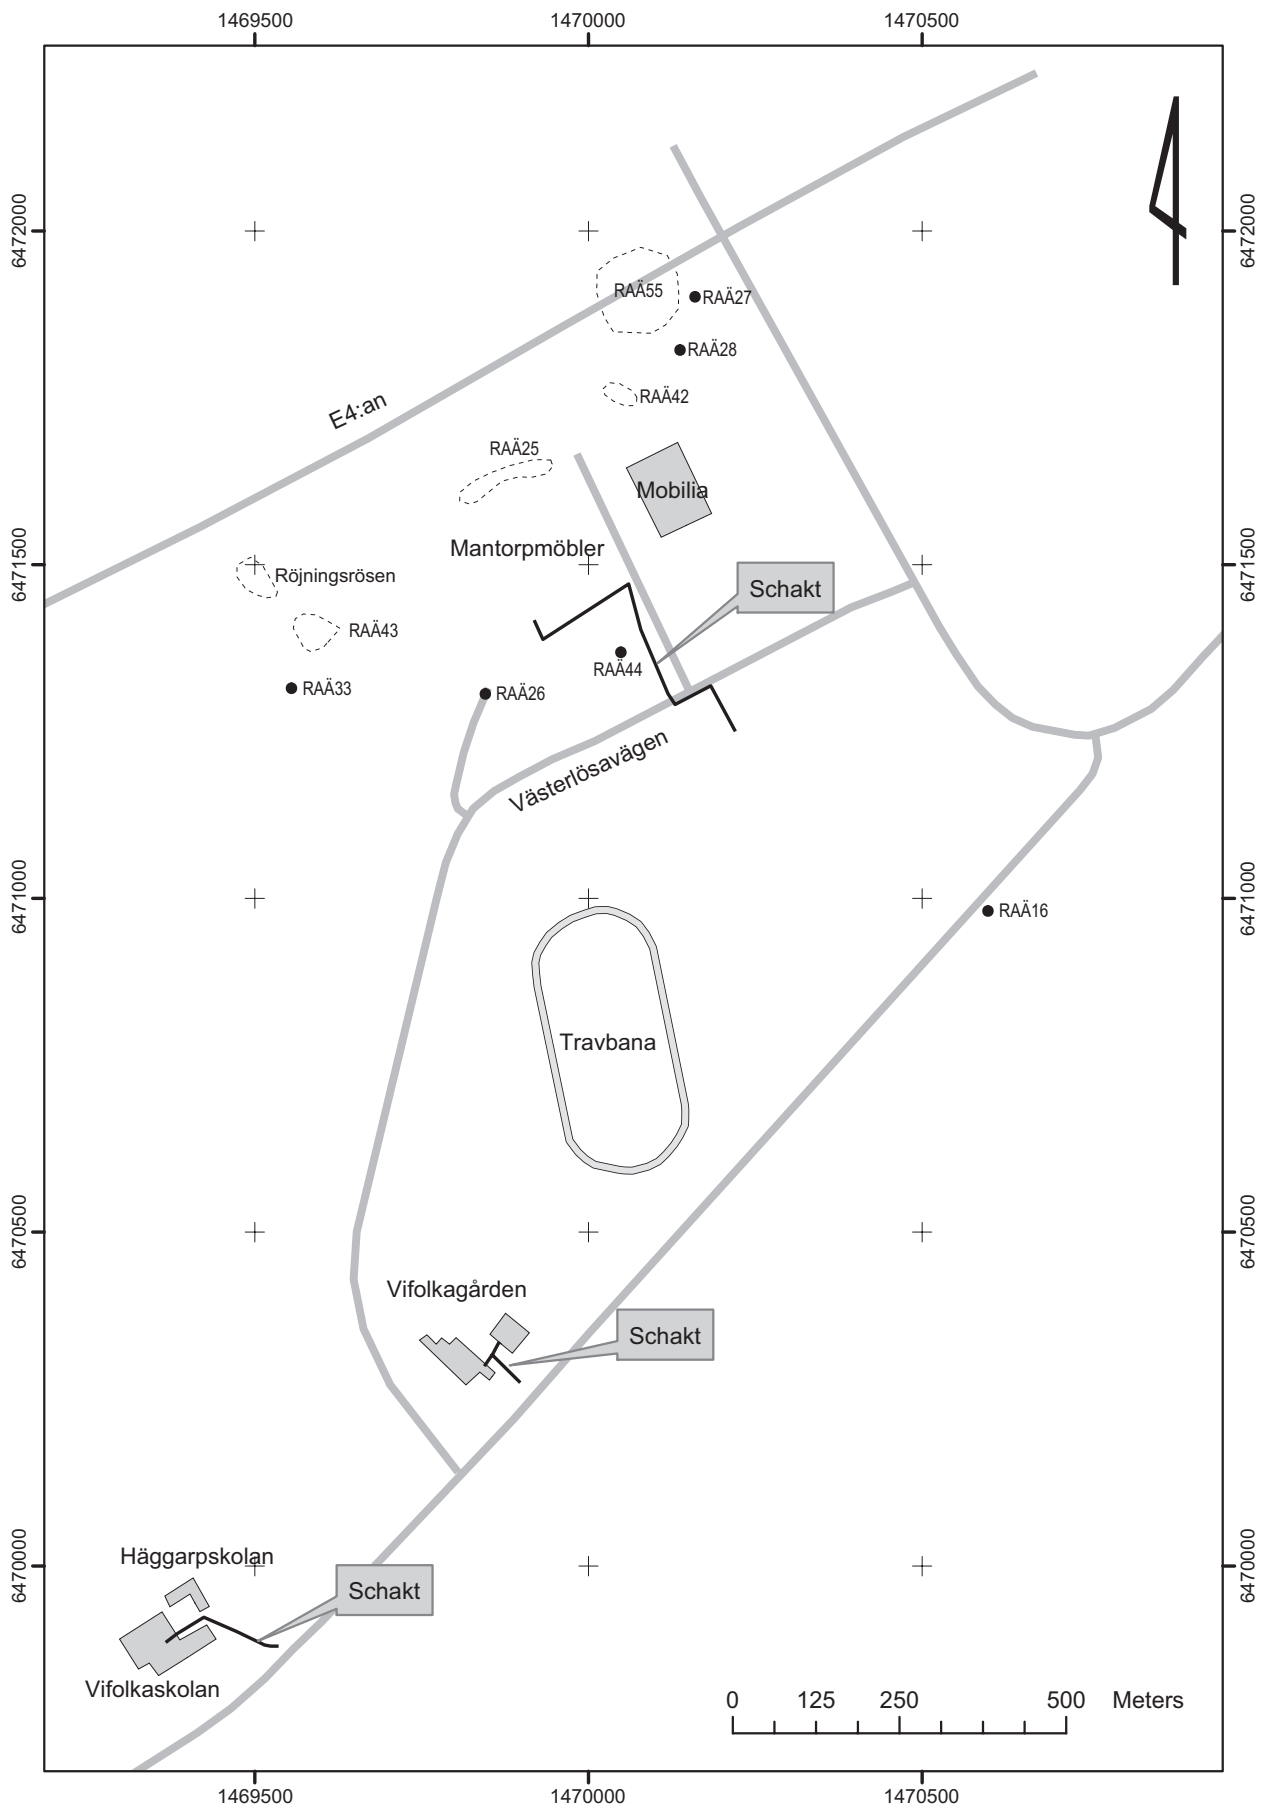 1469500 1470000 1470500
6472000 6472000
RAÄ55
RAÄ27
RAÄ28
E4:an
RAÄ42
RAÄ25
Mobilia
Mantorpmöbler
6471500 6471500
Röjningsrösen
Schakt
RAÄ43
RAÄ44
RAÄ33
RAÄ26
Västerlösavägen
6471000 6471000
RAÄ16
Travbana
6470500 6470500
Vifolkagården
Schakt
6470000 6470000
Häggarpskolan
Schakt
Vifolkaskolan
0 125 250 500 Meters
1469500 1470000 1470500